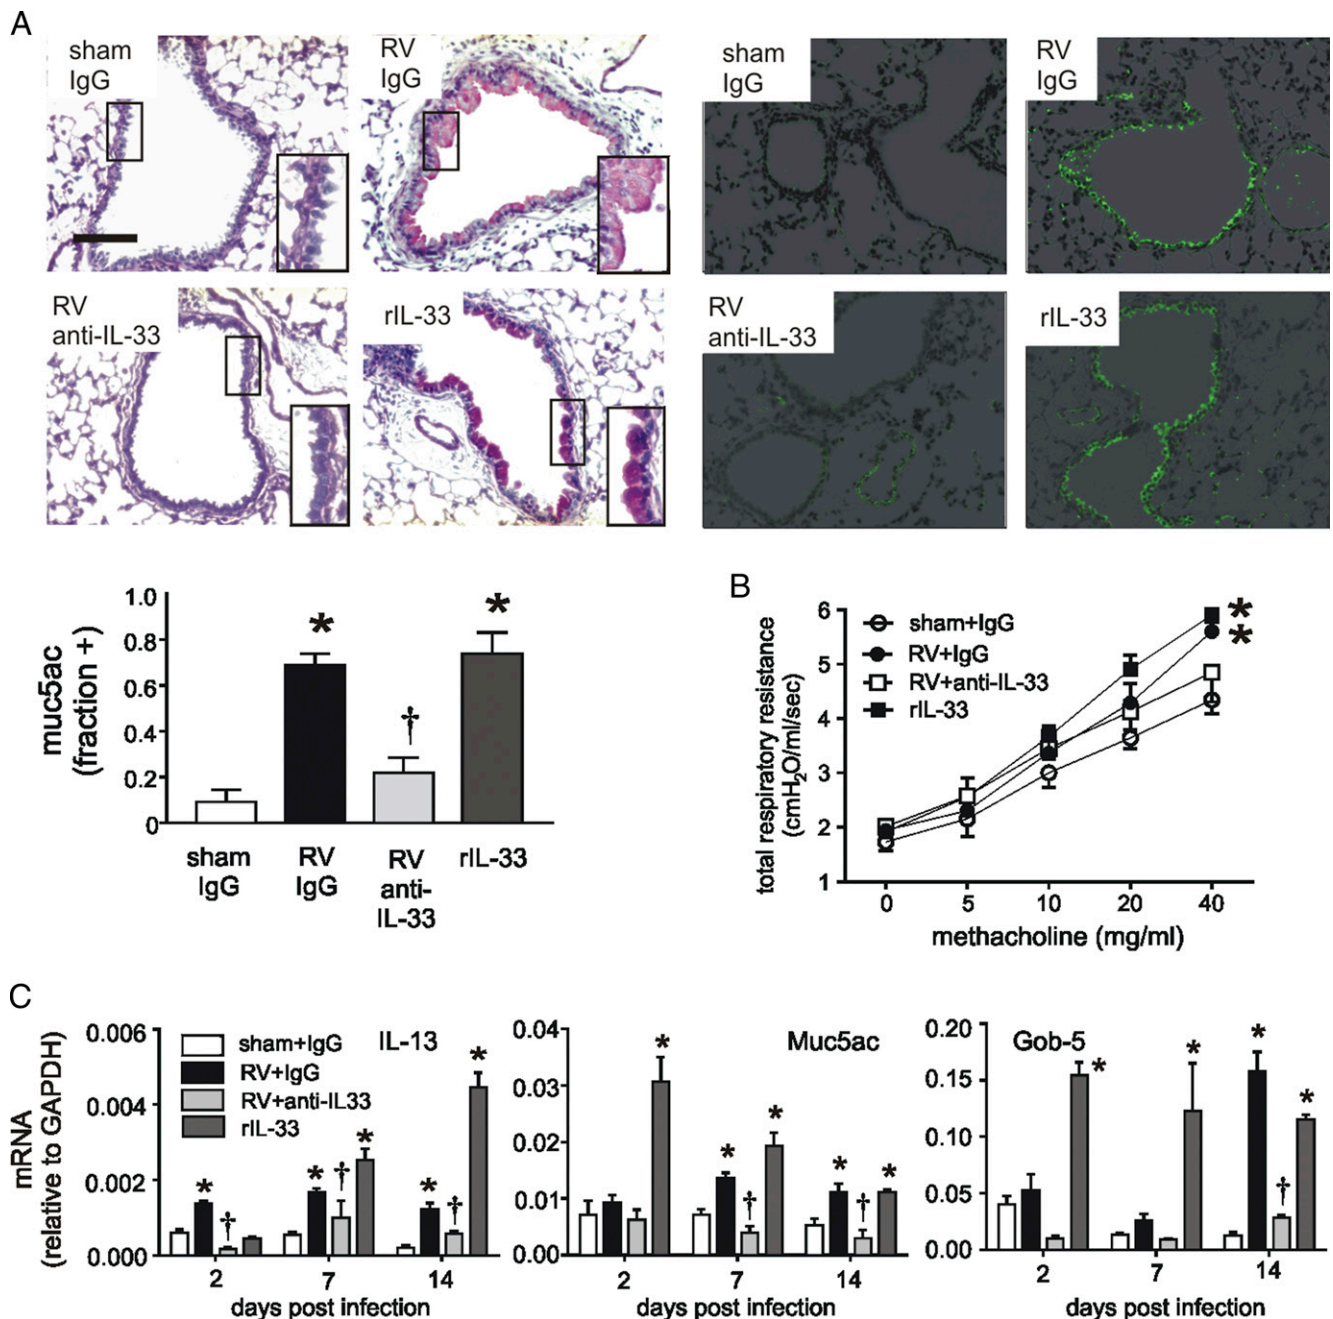 A
sham
IgG
RV
IgG
sham
IgG
RV
IgG
RV
anti-IL-33
rIL-33
RV
anti-IL-33
rIL-33
muc5ac
(fraction +)
1.0
0.8
0.6
0.4
0.2
0
*
†
*
sham
IgG
RV
IgG
RV
anti-
IL-33
rIL-33
B
total respiratory resistance
(cmH2O/ml/sec)
6
5
4
3
2
1
sham+IgG
RV+IgG
RV+anti-IL-33
rIL-33
*
*
0 5 10 20 40
methacholine (mg/ml)
C
mRNA
(relative to GAPDH)
0.006
0.004
0.002
0.000
IL-13
sham+IgG
RV+IgG
RV+anti-IL33
rIL-33
* † * † * * † *
2 7 14
days post infection
0.04
0.03
0.02
0.01
0.00
Muc5ac
* * † * * † *
2 7 14
days post infection
0.20
0.15
0.10
0.05
0.00
Gob-5
* * * † *
2 7 14
days post infection